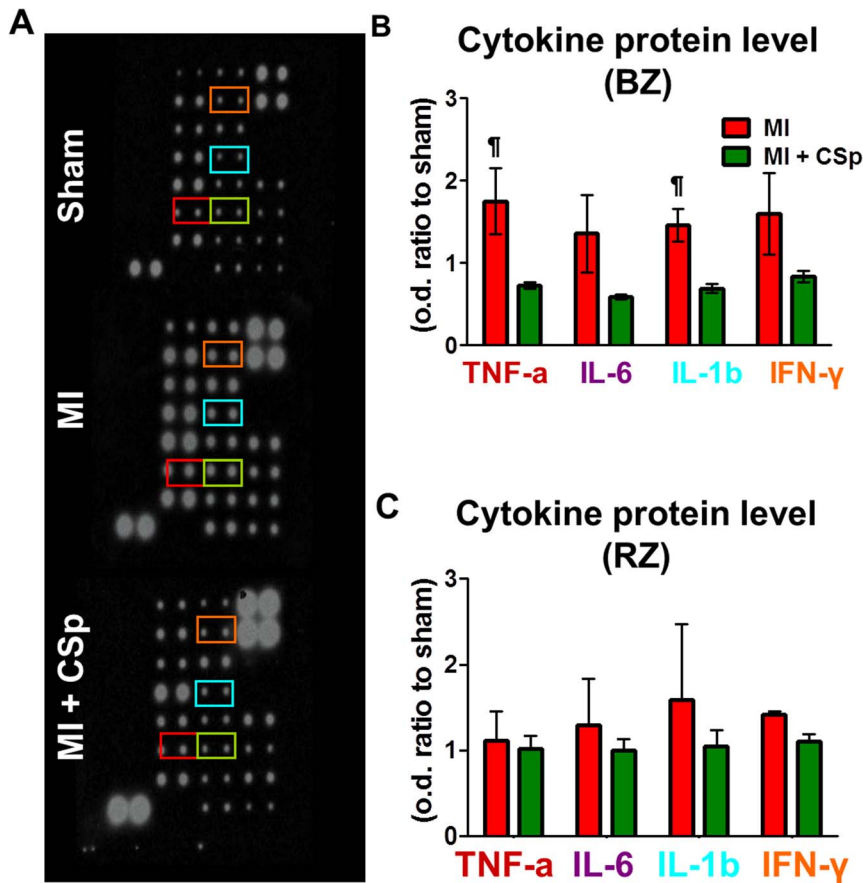 A
Sham
MI
MI + CSp
B
Cytokine protein level
(BZ)
(o.d. ratio to sham)
3
2
1
0
¶
¶
MI
MI + CSp
TNF-a
IL-6
IL-1b
IFN-γ
C
Cytokine protein level
(RZ)
(o.d. ratio to sham)
3
2
1
0
TNF-a
IL-6
IL-1b
IFN-γ